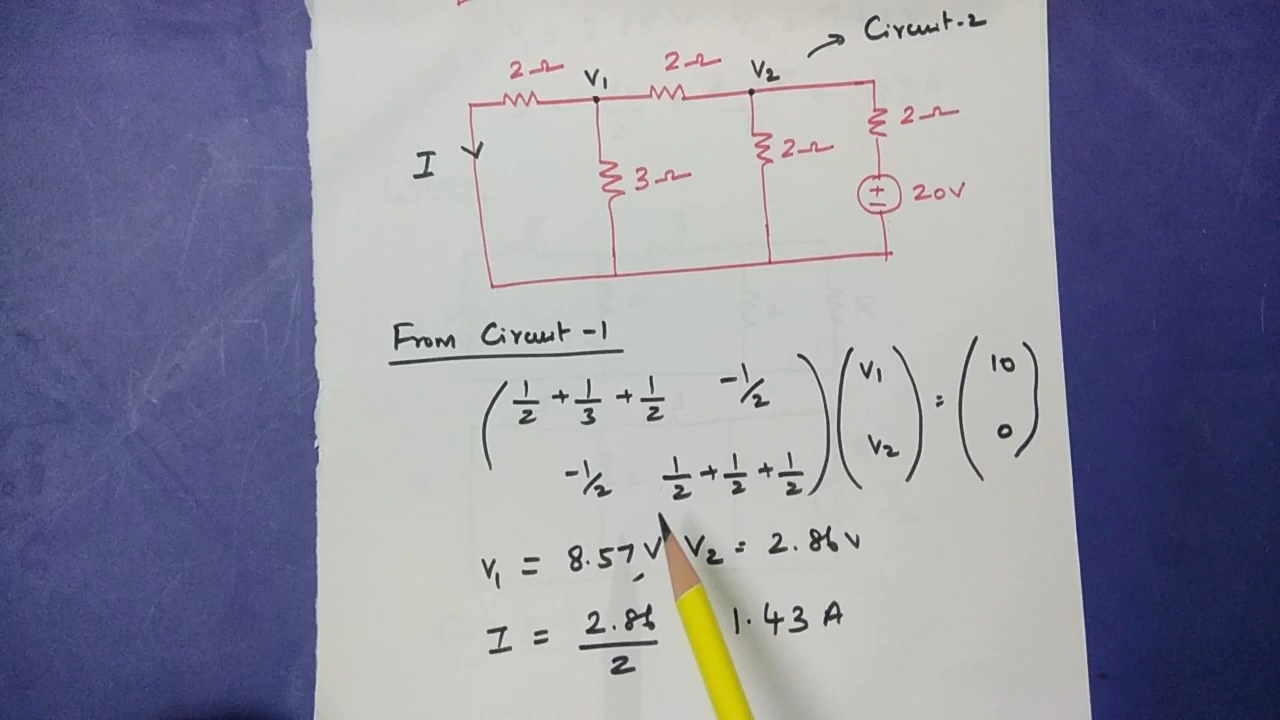 Circuit-2
2Ω V1 2Ω V2
2Ω
I 3Ω 2Ω
+
-
20V
From Circuit-1
(1/2 + 1/3 + 1/2 -1/2) (V1) = (10)
(-1/2 1/2 + 1/2 + 1/2) (V2) (0)
V1 = 8.57V V2 = 2.86V
I = 2.86/2 1.43 A